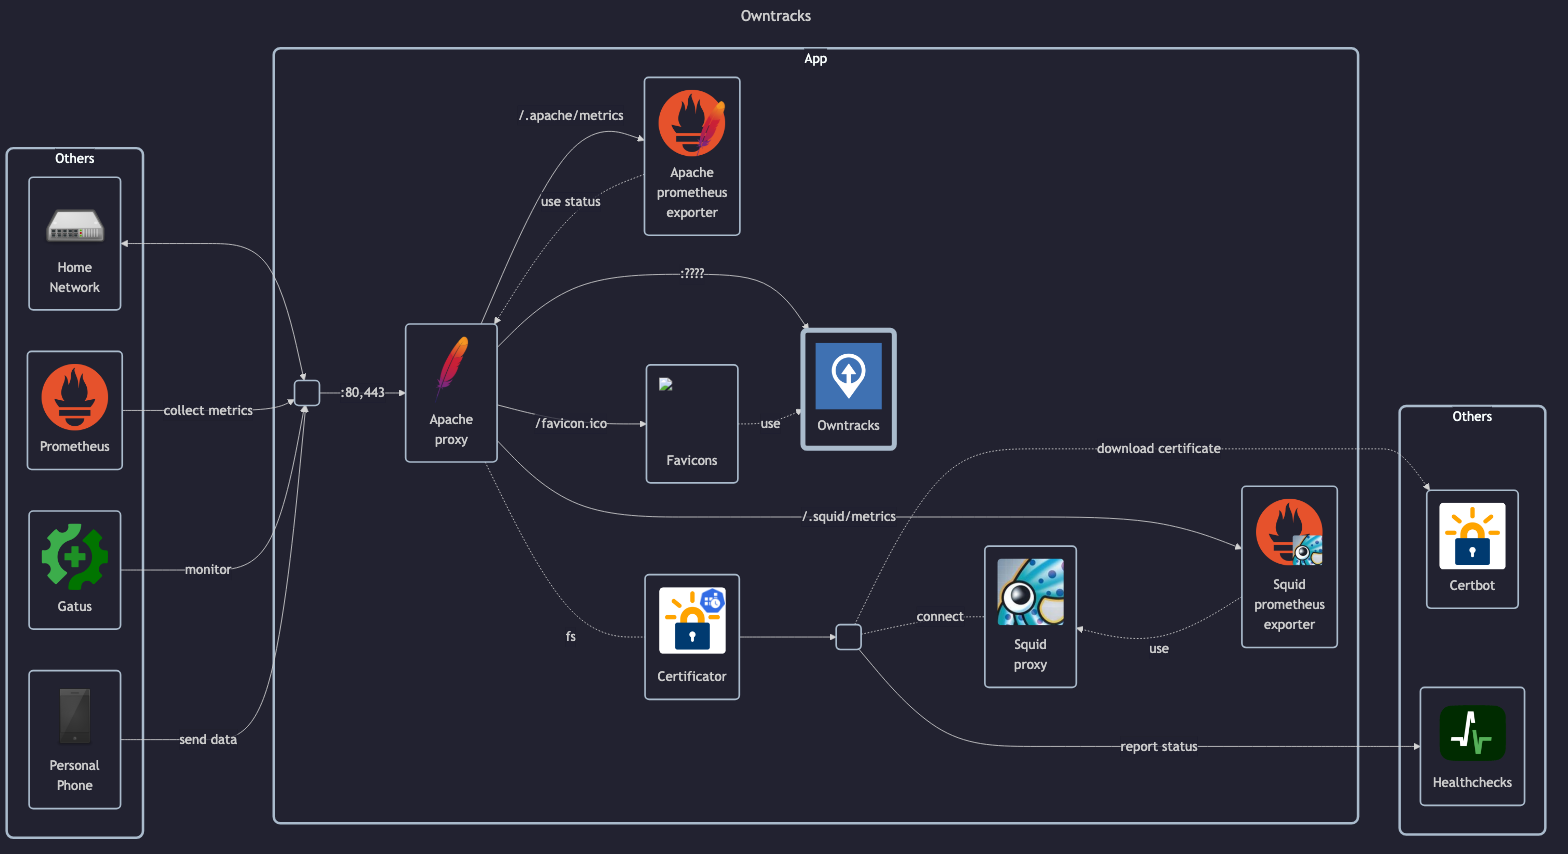 Owntracks
App
/.apache/metrics
Apache
prometheus
exporter
use status
Others
Home
Network
:????
Prometheus
collect metrics
:80,443
Apache
proxy
/favicon.ico
Favicons
use
Owntracks
Others
download certificate
/.squid/metrics
Gatus
monitor
Certbot
Squid
prometheus
exporter
connect
Squid
proxy
use
fs
Certificator
Personal
Phone
send data
report status
Healthchecks